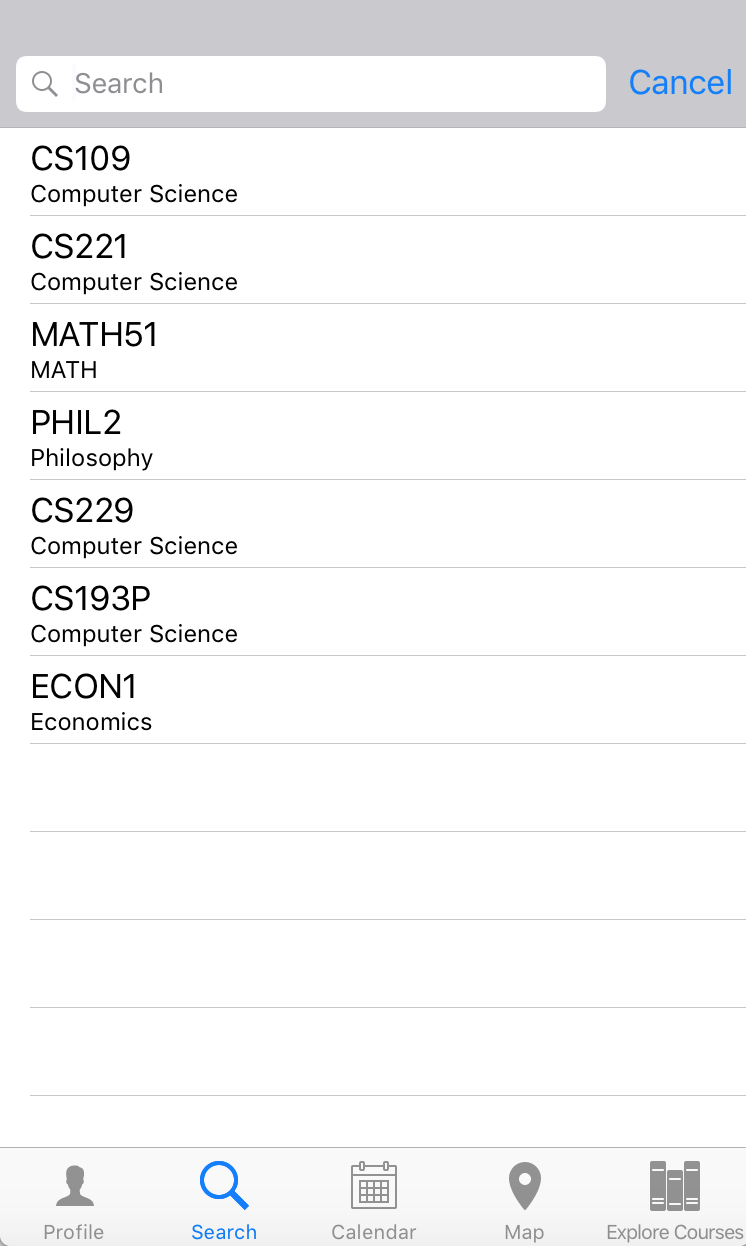 Search
Cancel
CS109
Computer Science
CS221
Computer Science
MATH51
MATH
PHIL2
Philosophy
CS229
Computer Science
CS193P
Computer Science
ECON1
Economics
Profile
Search
Calendar
Map
Explore Courses